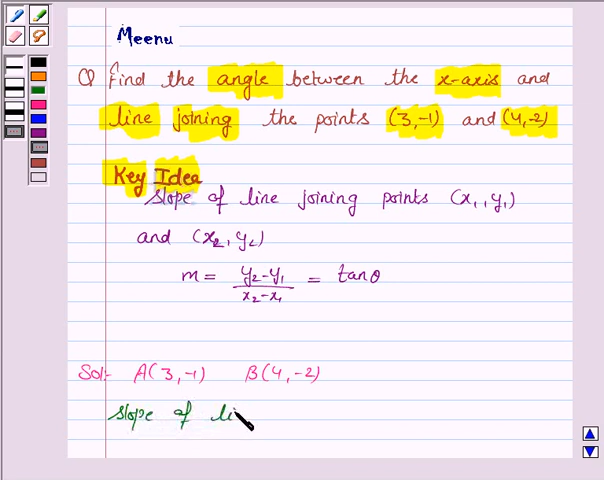 Meenu
Q Find the angle between the x-axis and
line joining the points (3,-1) and (4,-2)
Key Idea
Slope of line joining points (x₁, y₁)
and (x₂, y₂)
m = y₂-y₁ / x₂-x₁ = tanθ
Sol:- A(3,-1) B(4,-2)
Slope of li